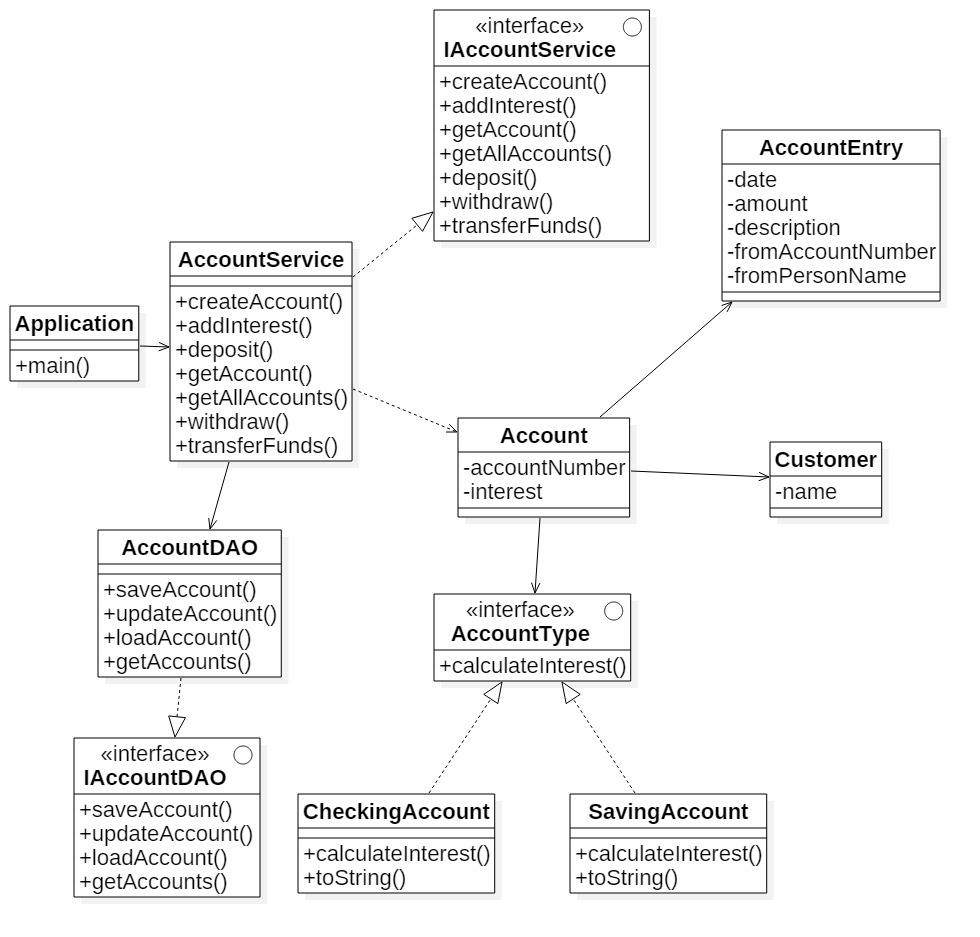 «interface»
IAccountService
+createAccount()
+addInterest()
+getAccount()
+getAllAccounts()
+deposit()
+withdraw()
+transferFunds()
AccountEntry
-date
-amount
-description
-fromAccountNumber
-fromPersonName
AccountService
+createAccount()
+addInterest()
+deposit()
+getAccount()
+getAllAccounts()
+withdraw()
+transferFunds()
Application
+main()
Account
-accountNumber
-interest
Customer
-name
AccountDAO
+saveAccount()
+updateAccount()
+loadAccount()
+getAccounts()
«interface»
AccountType
+calculateInterest()
«interface»
IAccountDAO
+saveAccount()
+updateAccount()
+loadAccount()
+getAccounts()
CheckingAccount
+calculateInterest()
+toString()
SavingAccount
+calculateInterest()
+toString()